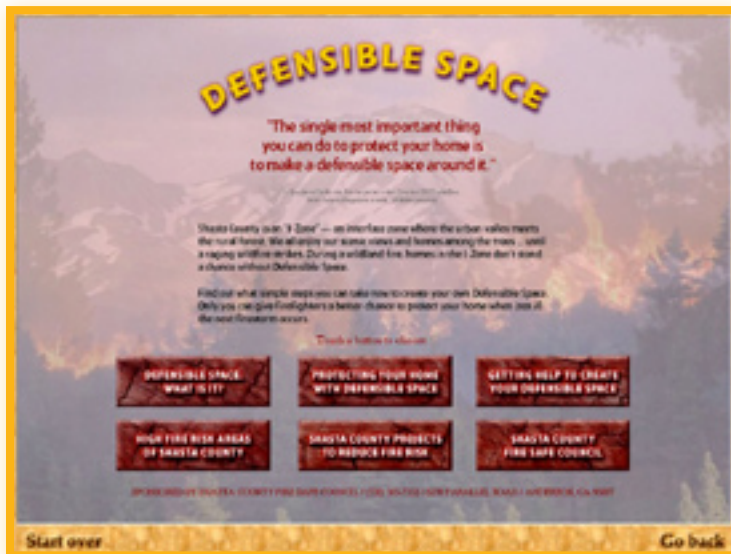 DEFENSIBLE SPACE
"The single most important thing
you can do to protect your home is
to make a defensible space around it."
Shasta County is an "I-Zone" — an interface zone where the urban valley meets
the rural forest. We all enjoy our scenic views and homes among the trees... until
a raging wildfire strikes. During a wildland fire, homes in the I-Zone don't stand
a chance without Defensible Space.
Find out what simple steps you can take now to create your own Defensible Space.
Only you can give firefighters a better chance to protect your home when
the next firestorm occurs.
Touch a button to
DEFENSIBLE SPACE
WHAT IS IT?
PROTECTING YOUR HOME
WITH DEFENSIBLE SPACE
GETTING HELP TO CREATE
YOUR DEFENSIBLE SPACE
HIGH FIRE RISK AREAS
OF SHASTA COUNTY
SHASTA COUNTY PROJECTS
TO REDUCE FIRE RISK
SHASTA COUNTY
FIRE SAFE COUNCIL
SHASTA COUNTY FIRE SAFE COUNCIL
Start over
Go back